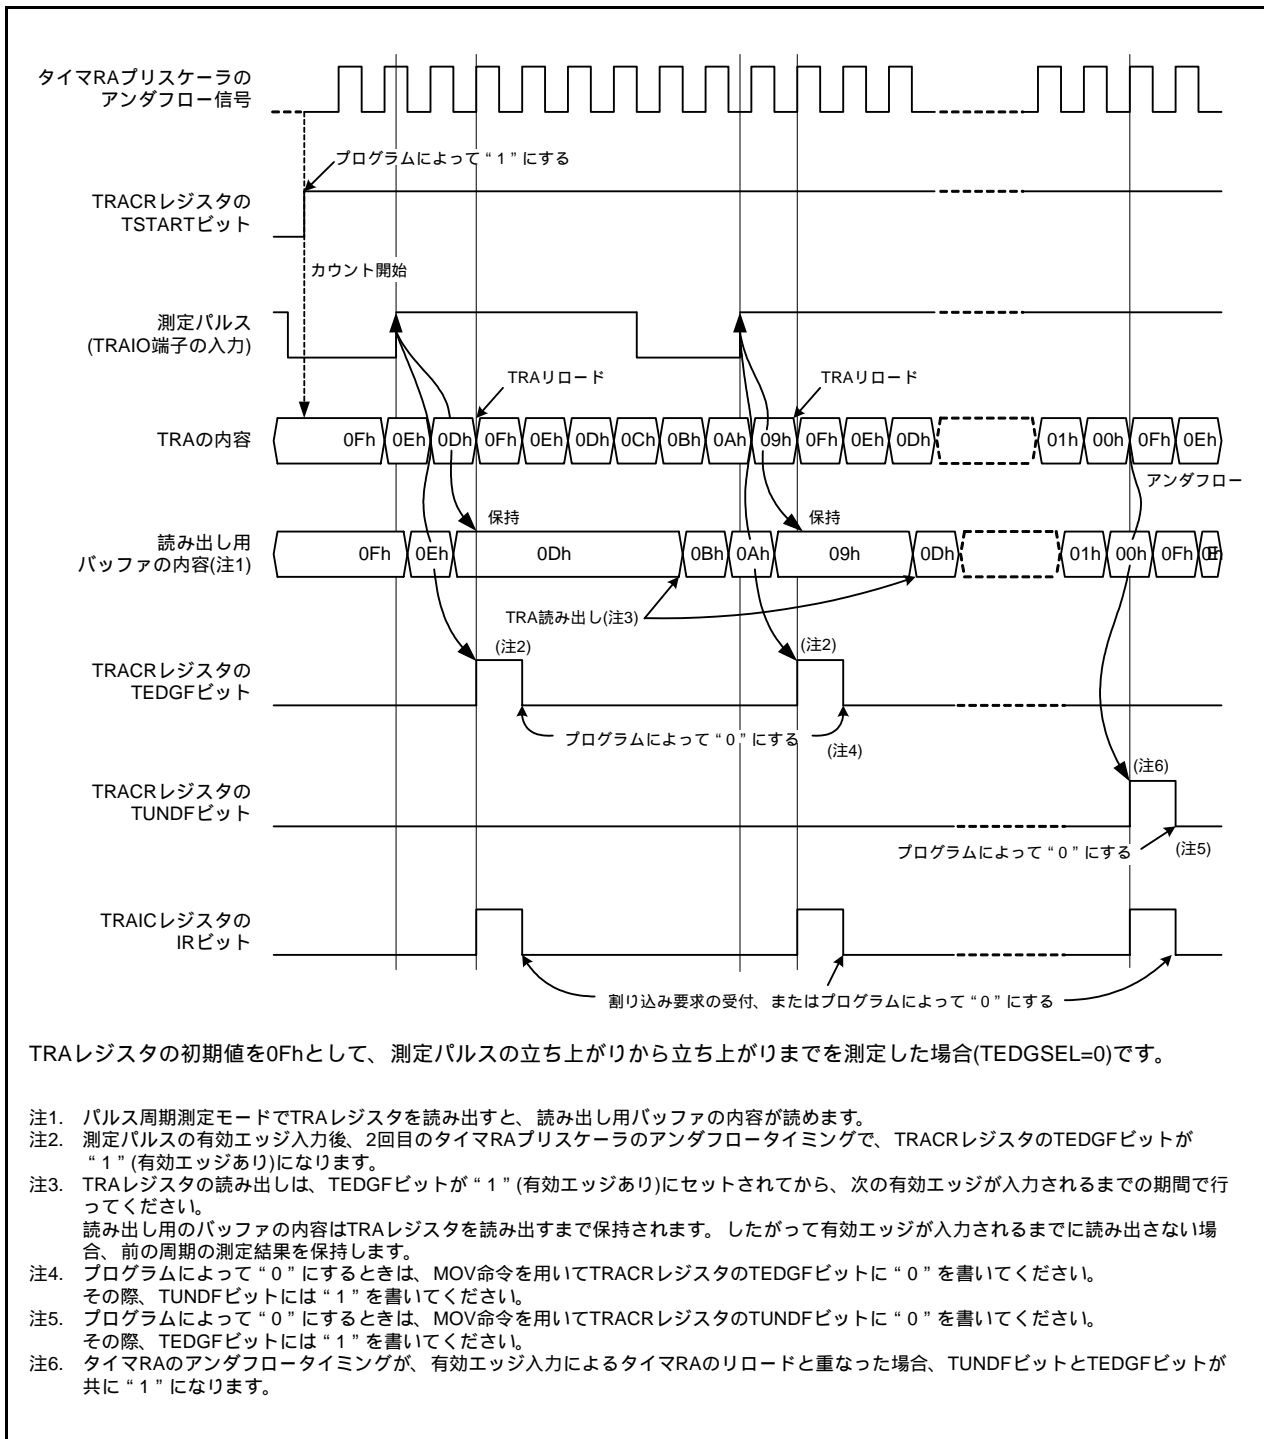 タイマRAプリスケーラの
アンダフロー信号
プログラムによって“1”にする
TRACRレジスタの
TSTARTビット
カウント開始
測定パルス
(TRAIO端子の入力)
TRAリロード
TRAリロード
TRAの内容
0Fh 0Eh 0Dh 0Fh 0Eh 0Dh 0Ch 0Bh 0Ah 09h 0Fh 0Eh 0Dh 01h 00h 0Fh 0Eh
アンダフロー
保持
保持
読み出し用
バッファの内容(注1)
0Fh 0Eh 0Dh 0Bh 0Ah 09h 0Dh 01h 00h 0Fh 0Eh
TRA読み出し(注3)
(注2)
(注2)
TRACRレジスタの
TEDGFビット
プログラムによって“0”にする
(注4)
(注6)
TRACRレジスタの
TUNDFビット
プログラムによって“0”にする
(注5)
TRAICレジスタの
IRビット
割り込み要求の受付、またはプログラムによって“0”にする
TRAレジスタの初期値を0Fhとして、測定パルスの立ち上がりから立ち上がりまでを測定した場合(TEDGSEL=0)です。
注1. パルス周期測定モードでTRAレジスタを読み出すと、読み出し用バッファの内容が読めます。
注2. 測定パルスの有効エッジ入力後、2回目のタイマRAプリスケーラのアンダフロータイミングで、TRACRレジスタのTEDGFビットが
“1”(有効エッジあり)になります。
注3. TRAレジスタの読み出しは、TEDGFビットが“1”(有効エッジあり)にセットされてから、次の有効エッジが入力されるまでの期間で行
ってください。
読み出し用のバッファの内容はTRAレジスタを読み出すまで保持されます。したがって有効エッジが入力されるまでに読み出さない場
合、前の周期の測定結果を保持します。
注4. プログラムによって“0”にするときは、MOV命令を用いてTRACRレジスタのTEDGFビットに“0”を書いてください。
その際、TUNDFビットには“1”を書いてください。
注5. プログラムによって“0”にするときは、MOV命令を用いてTRACRレジスタのTUNDFビットに“0”を書いてください。
その際、TEDGFビットには“1”を書いてください。
注6. タイマRAのアンダフロータイミングが、有効エッジ入力によるタイマRAのリロードと重なった場合、TUNDFビットとTEDGFビットが
共に“1”になります。